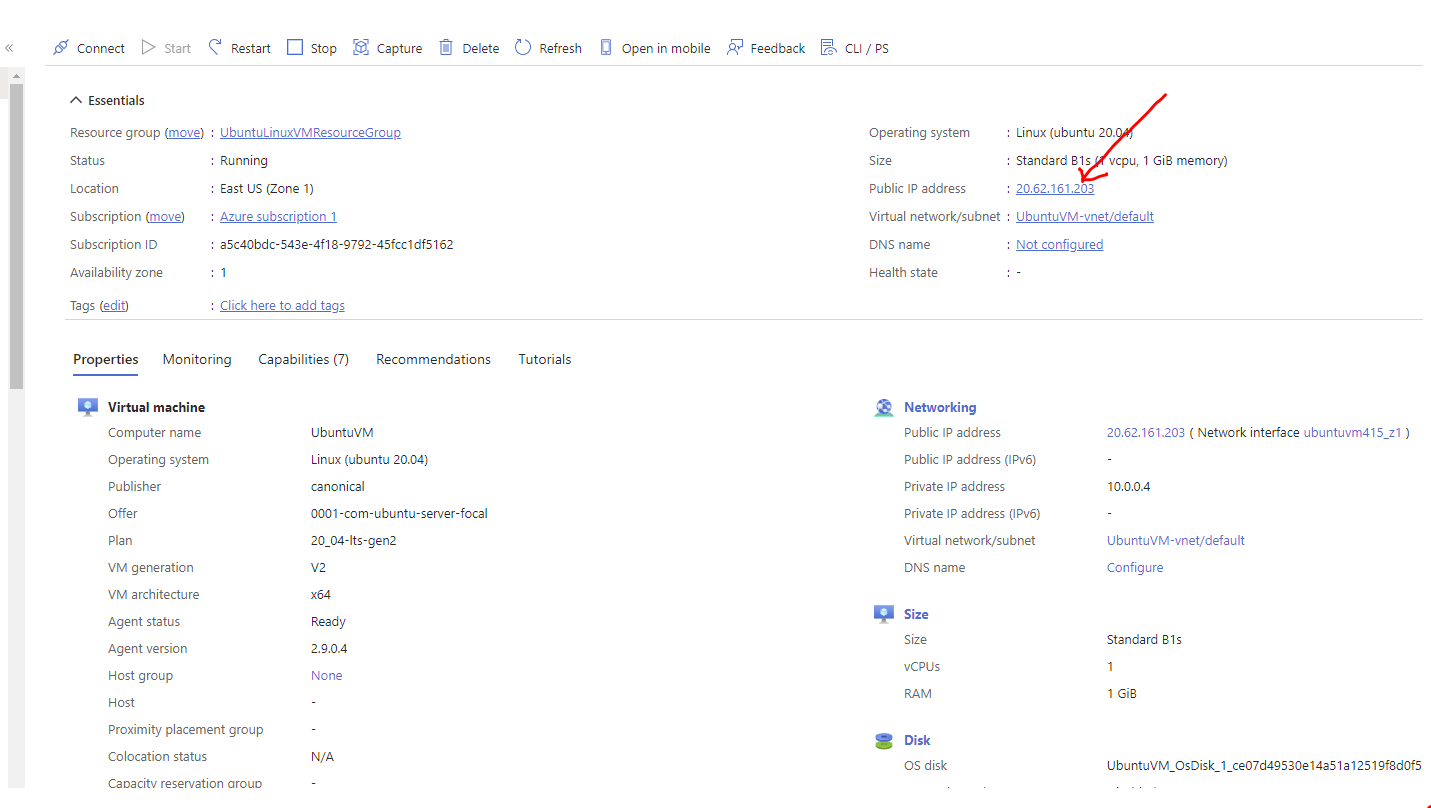 « Connect Start Restart Stop Capture Delete Refresh Open in mobile Feedback CLI / PS
Essentials
Resource group (move) : UbuntuLinuxVMResourceGroup
Status : Running
Location : East US (Zone 1)
Subscription (move) : Azure subscription 1
Subscription ID : a5c40bdc-543e-4f18-9792-45fcc1df5162
Availability zone : 1
Tags (edit) : Click here to add tags
Operating system : Linux (ubuntu 20.04)
Size : Standard B1s (1 vcpu, 1 GiB memory)
Public IP address : 20.62.161.203
Virtual network/subnet : UbuntuVM-vnet/default
DNS name : Not configured
Health state : -
Properties Monitoring Capabilities (7) Recommendations Tutorials
Virtual machine
Computer name UbuntuVM
Operating system Linux (ubuntu 20.04)
Publisher canonical
Offer 0001-com-ubuntu-server-focal
Plan 20_04-lts-gen2
VM generation V2
VM architecture x64
Agent status Ready
Agent version 2.9.0.4
Host group None
Host -
Proximity placement group -
Colocation status N/A
Capacity reservation group -
Networking
Public IP address 20.62.161.203 ( Network interface ubuntuvm415_z1 )
Public IP address (IPv6) -
Private IP address 10.0.0.4
Private IP address (IPv6) -
Virtual network/subnet UbuntuVM-vnet/default
DNS name Configure
Size
Size Standard B1s
vCPUs 1
RAM 1 GiB
Disk
OS disk UbuntuVM_OsDisk_1_ce07d49530e14a51a12519f8d0f5